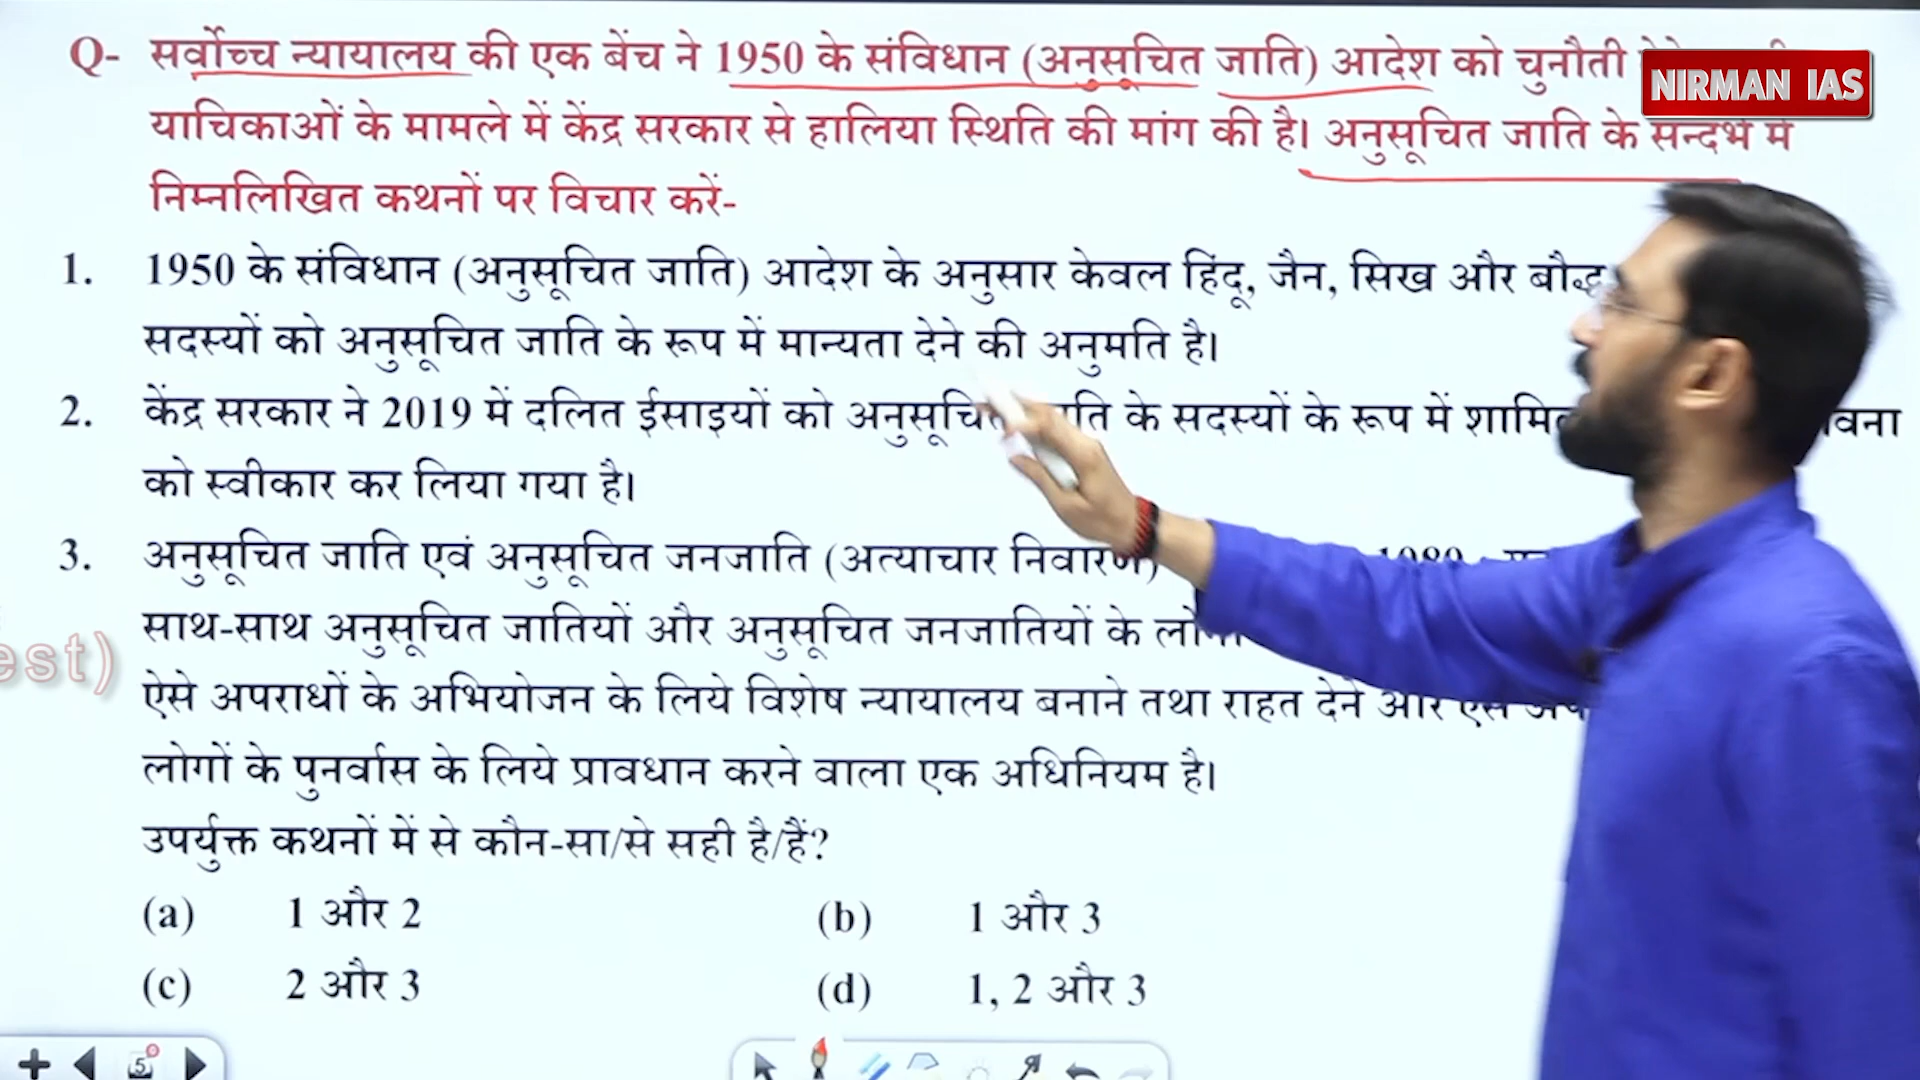 Q- सर्वोच्च न्यायालय की एक बेंच ने 1950 के संविधान (अनुसूचित जाति) आदेश को चुनौती
NIRMAN IAS
याचिकाओं के मामले में केंद्र सरकार से हालिया स्थिति की मांग की है। अनुसूचित जाति के सन्दर्भ में
निम्नलिखित कथनों पर विचार करें-
1. 1950 के संविधान (अनुसूचित जाति) आदेश के अनुसार केवल हिंदू, जैन, सिख और बौद्ध
सदस्यों को अनुसूचित जाति के रूप में मान्यता देने की अनुमति है।
2. केंद्र सरकार ने 2019 में दलित ईसाइयों को के सदस्यों के रूप में
को स्वीकार कर लिया गया है।
3. अनुसूचित जाति एवं अनुसूचित जनजाति (अत्याचार निवारण)
साथ-साथ अनुसूचित जातियों और अनुसूचित जनजातियों के
est)
ऐसे अपराधों के अभियोजन के लिये विशेष न्यायालय बनाने तथा राहत देने और ऐसे
लोगों के पुनर्वास के लिये प्रावधान करने वाला एक अधिनियम है।
उपर्युक्त कथनों में से कौन-सा/से सही है/हैं?
(a) 1 और 2 (b) 1 और 3
(c) 2 और 3 (d) 1, 2 और 3
5